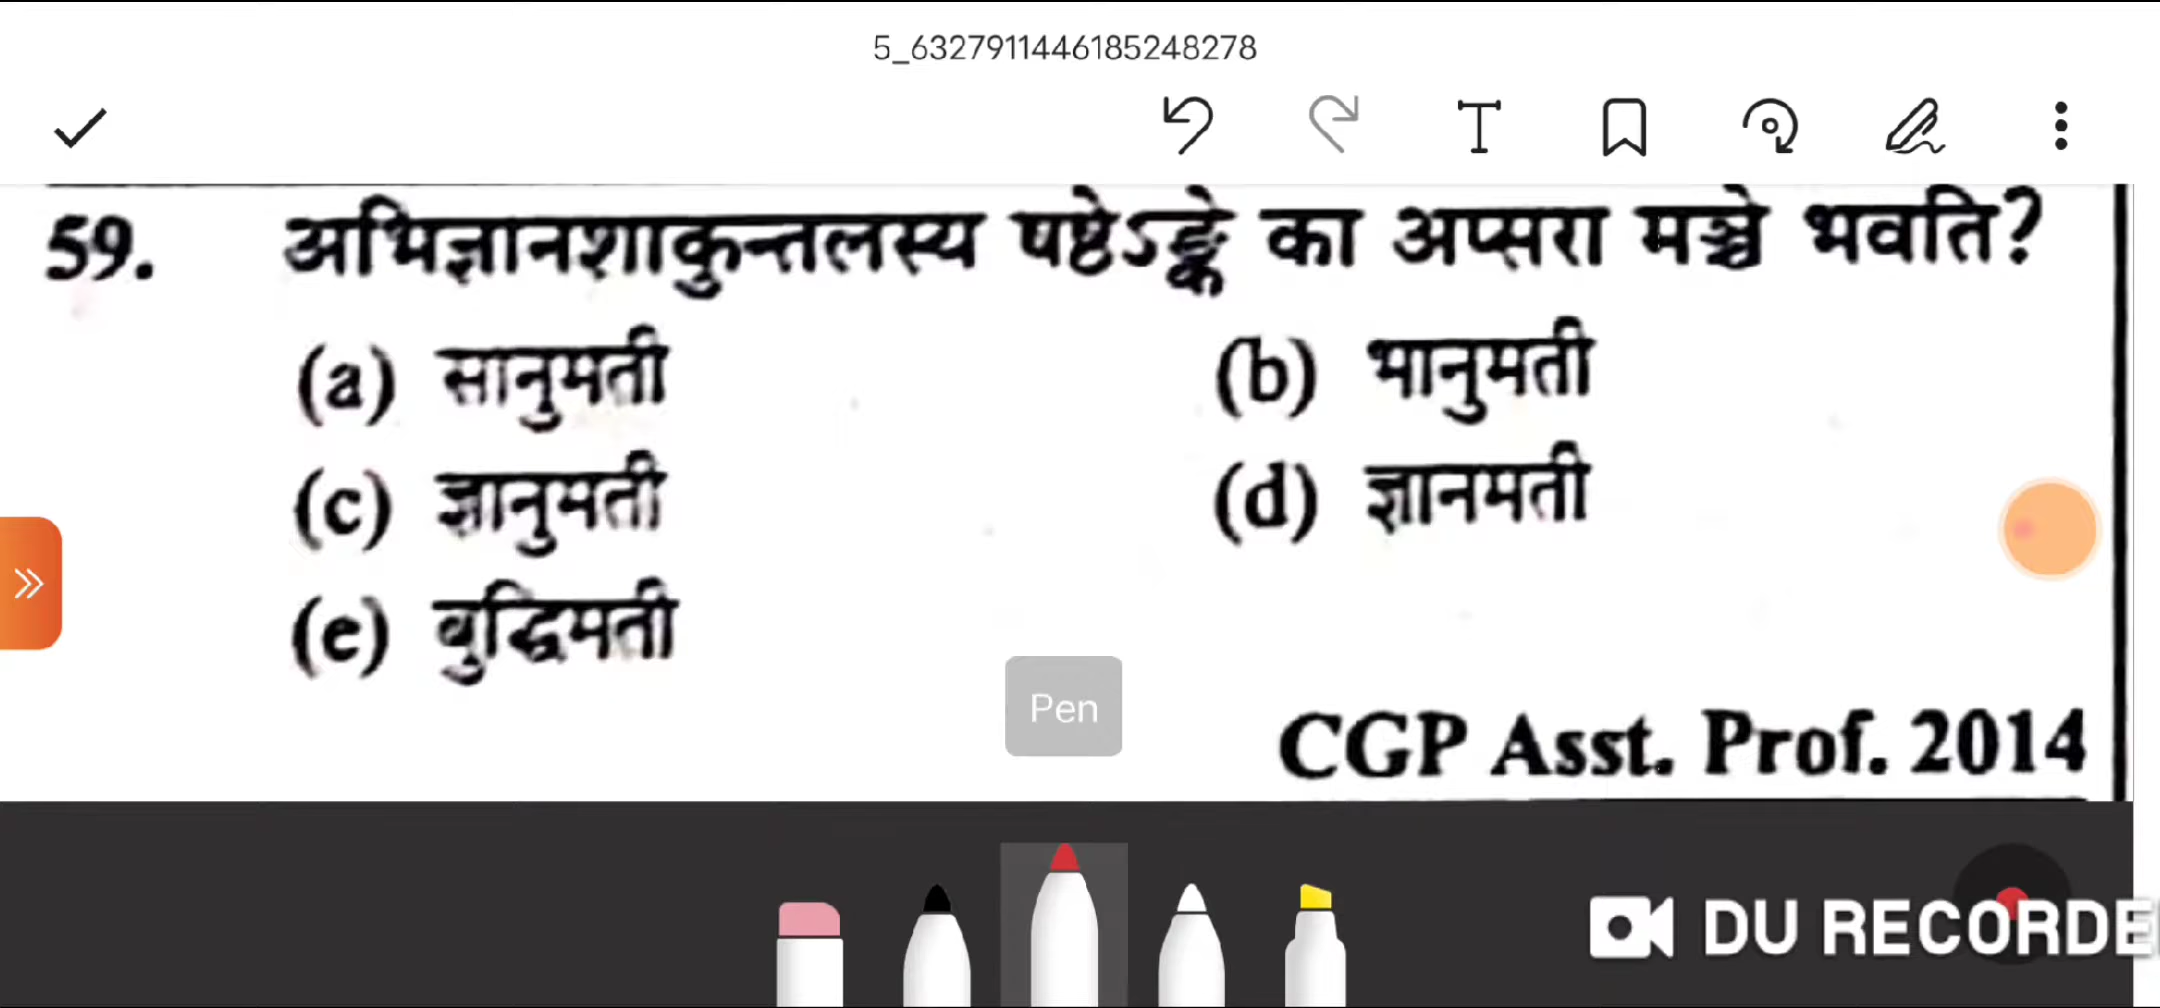 5_6327911446185248278
59. अभिज्ञानशाकुन्तलस्य षष्ठेऽङ्के का अप्सरा मञ्चे भवति?
(a) सानुमती (b) भानुमती
(c) ज्ञानुमती (d) ज्ञानमती
(e) बुद्धिमती
Pen
CGP Asst. Prof. 2014
DU RECORDE